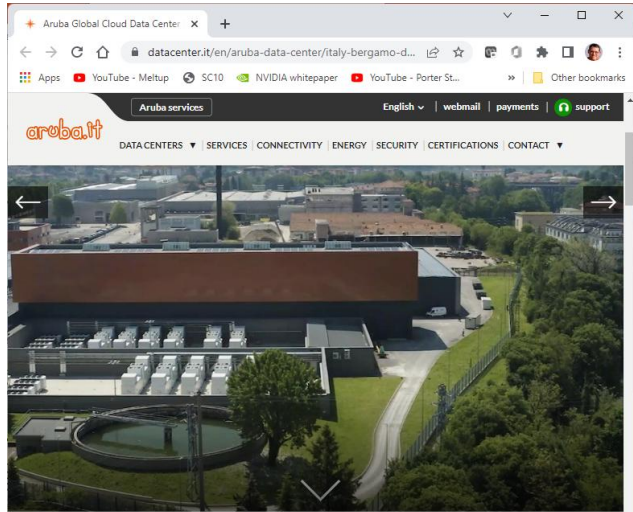 Aruba Global Cloud Data Center
datacenter.it/en/aruba-data-center/italy-bergamo-d...
Apps YouTube - Meltup SC10 NVIDIA whitepaper YouTube - Porter St... » Other bookmarks
Aruba services English webmail payments support
aruba.it
DATA CENTERS SERVICES CONNECTIVITY ENERGY SECURITY CERTIFICATIONS CONTACT